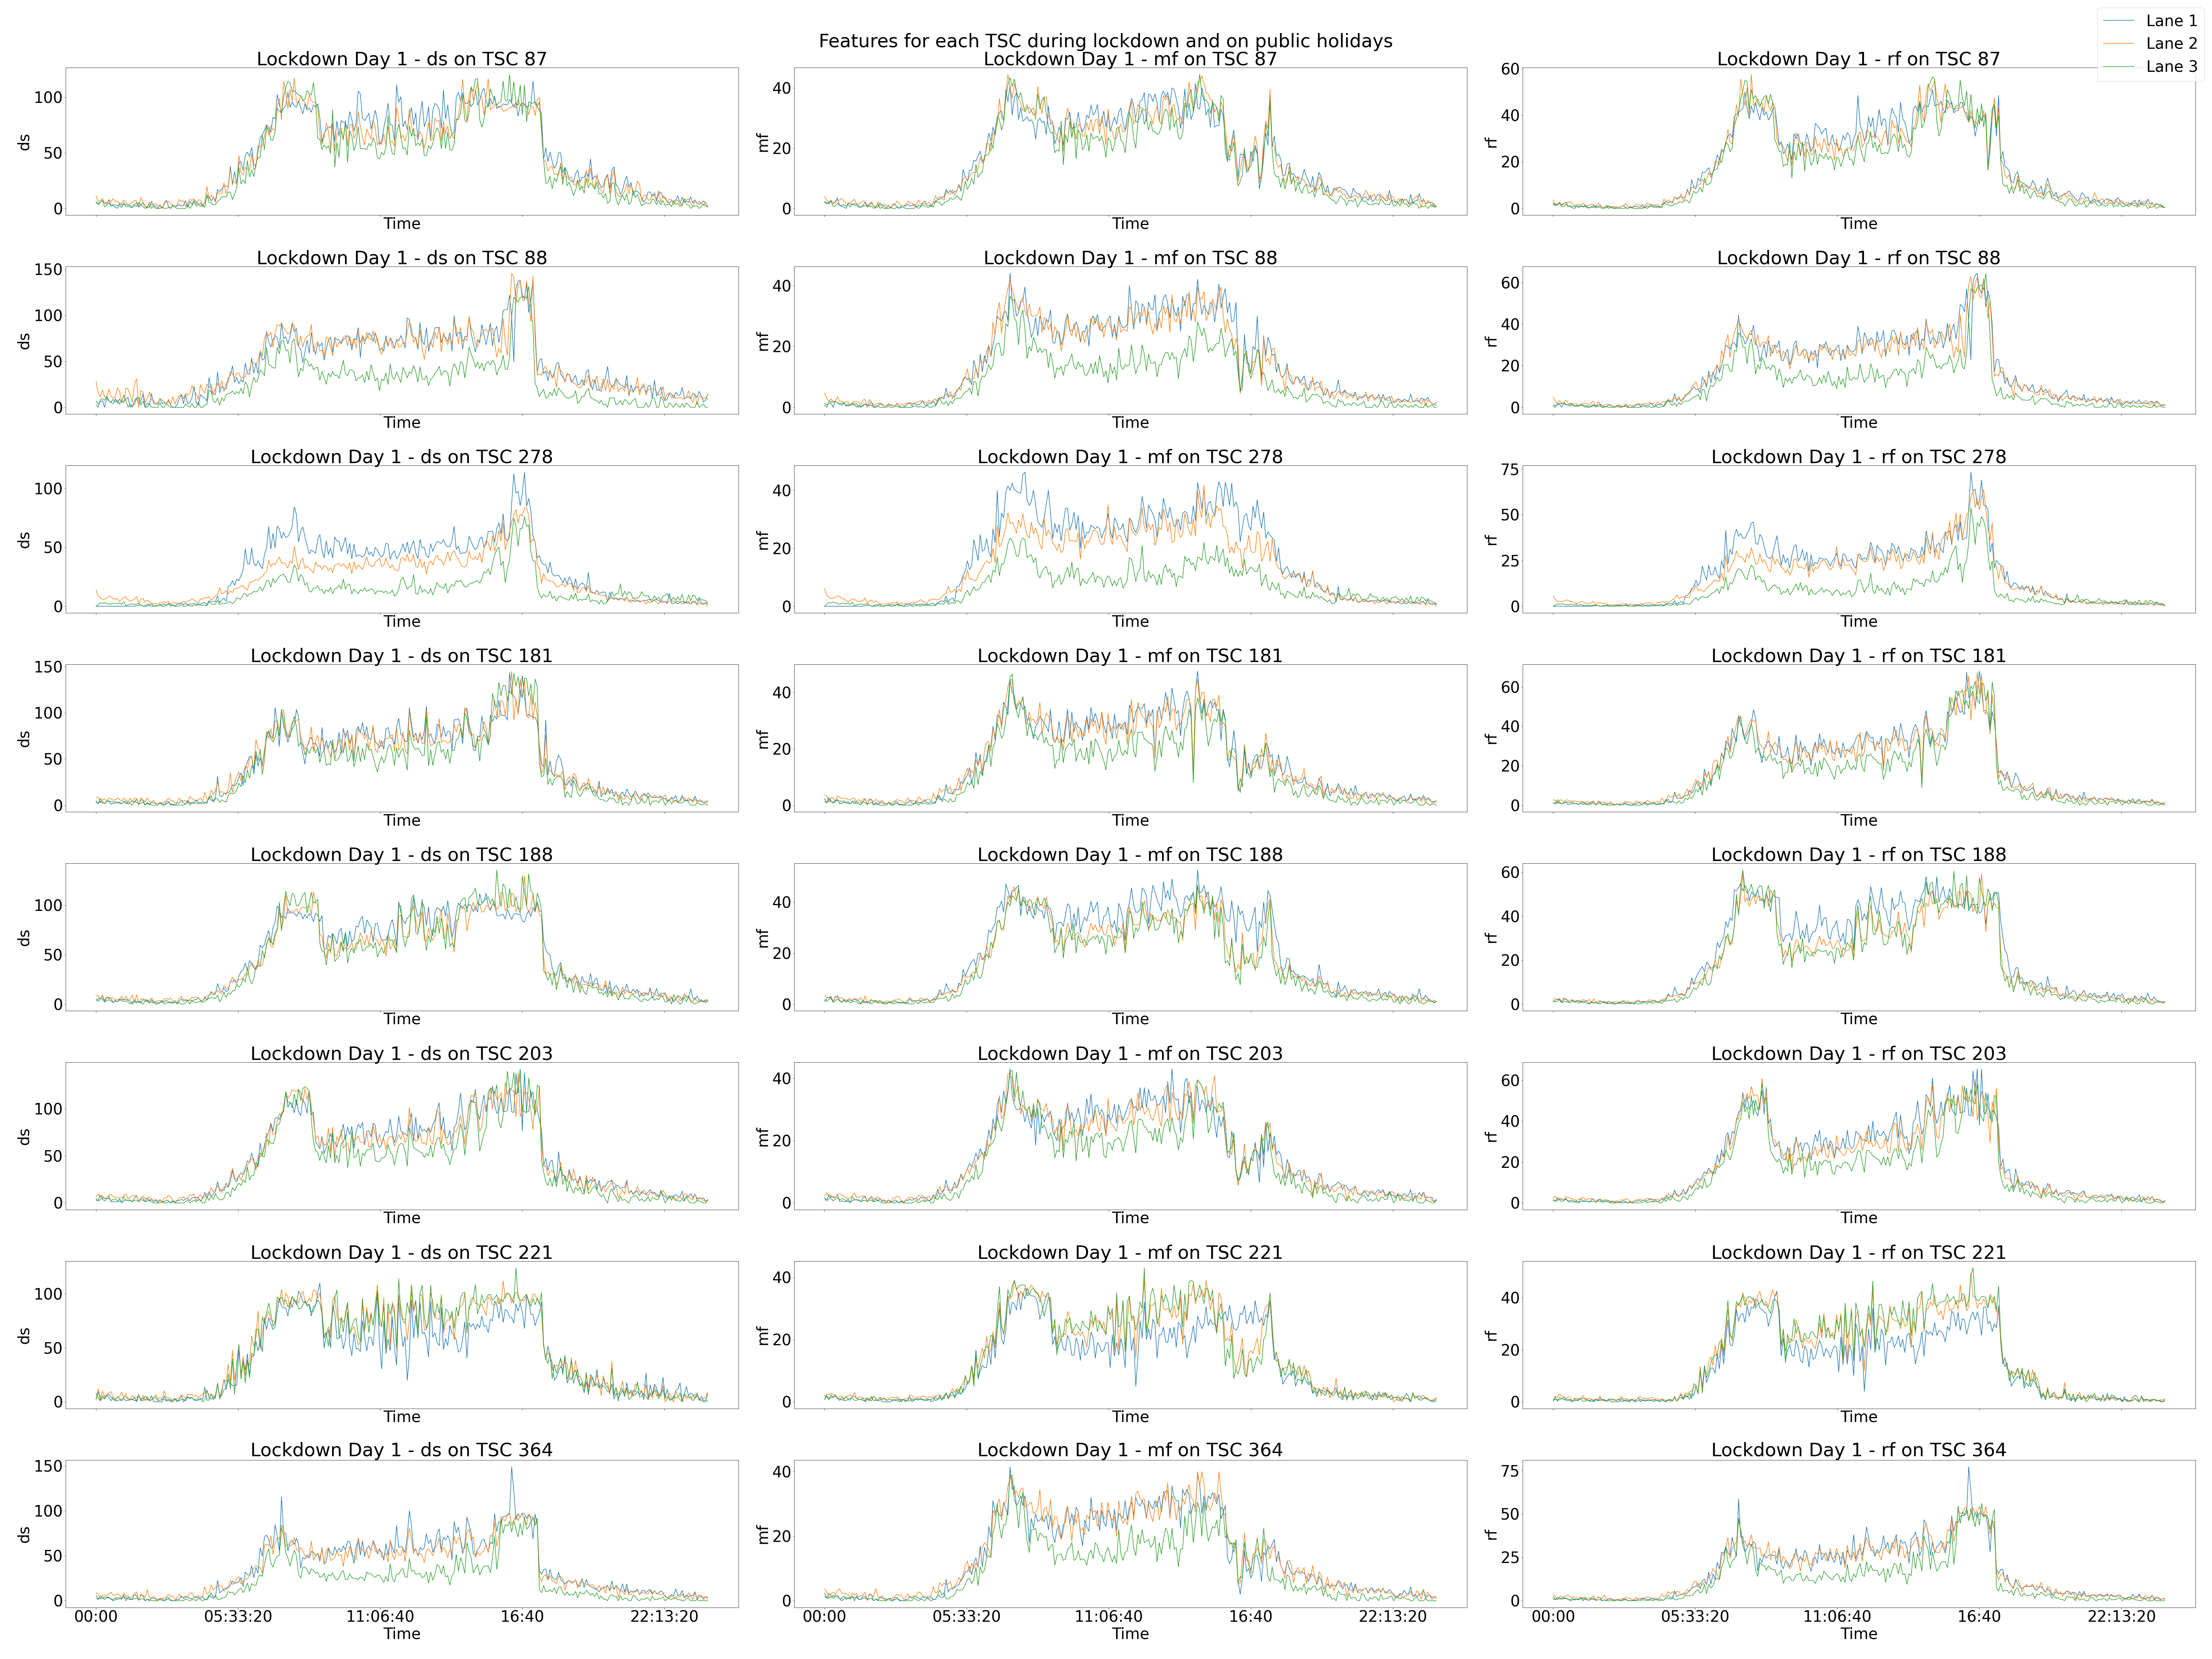 Features for each TSC during lockdown and on public holidays
Lane 1
Lane 2
Lane 3
Lockdown Day 1 - ds on TSC 87
100
50
0
ds
Time
Lockdown Day 1 - mf on TSC 87
40
20
0
mf
Time
Lockdown Day 1 - rf on TSC 87
60
40
20
0
rf
Time
Lockdown Day 1 - ds on TSC 88
150
100
50
0
ds
Time
Lockdown Day 1 - mf on TSC 88
40
20
0
mf
Time
Lockdown Day 1 - rf on TSC 88
60
40
20
0
rf
Time
Lockdown Day 1 - ds on TSC 278
100
50
0
ds
Time
Lockdown Day 1 - mf on TSC 278
40
20
0
mf
Time
Lockdown Day 1 - rf on TSC 278
75
50
25
0
rf
Time
Lockdown Day 1 - ds on TSC 181
150
100
50
0
ds
Time
Lockdown Day 1 - mf on TSC 181
40
20
0
mf
Time
Lockdown Day 1 - rf on TSC 181
60
40
20
0
rf
Time
Lockdown Day 1 - ds on TSC 188
100
50
0
ds
Time
Lockdown Day 1 - mf on TSC 188
40
20
0
mf
Time
Lockdown Day 1 - rf on TSC 188
60
40
20
0
rf
Time
Lockdown Day 1 - ds on TSC 203
100
50
0
ds
Time
Lockdown Day 1 - mf on TSC 203
40
20
0
mf
Time
Lockdown Day 1 - rf on TSC 203
60
40
20
0
rf
Time
Lockdown Day 1 - ds on TSC 221
100
50
0
ds
Time
Lockdown Day 1 - mf on TSC 221
40
20
0
mf
Time
Lockdown Day 1 - rf on TSC 221
40
20
0
rf
Time
Lockdown Day 1 - ds on TSC 364
150
100
50
0
ds
00:00 05:33:20 11:06:40 16:40 22:13:20
Time
Lockdown Day 1 - mf on TSC 364
40
20
0
mf
00:00 05:33:20 11:06:40 16:40 22:13:20
Time
Lockdown Day 1 - rf on TSC 364
75
50
25
0
rf
00:00 05:33:20 11:06:40 16:40 22:13:20
Time